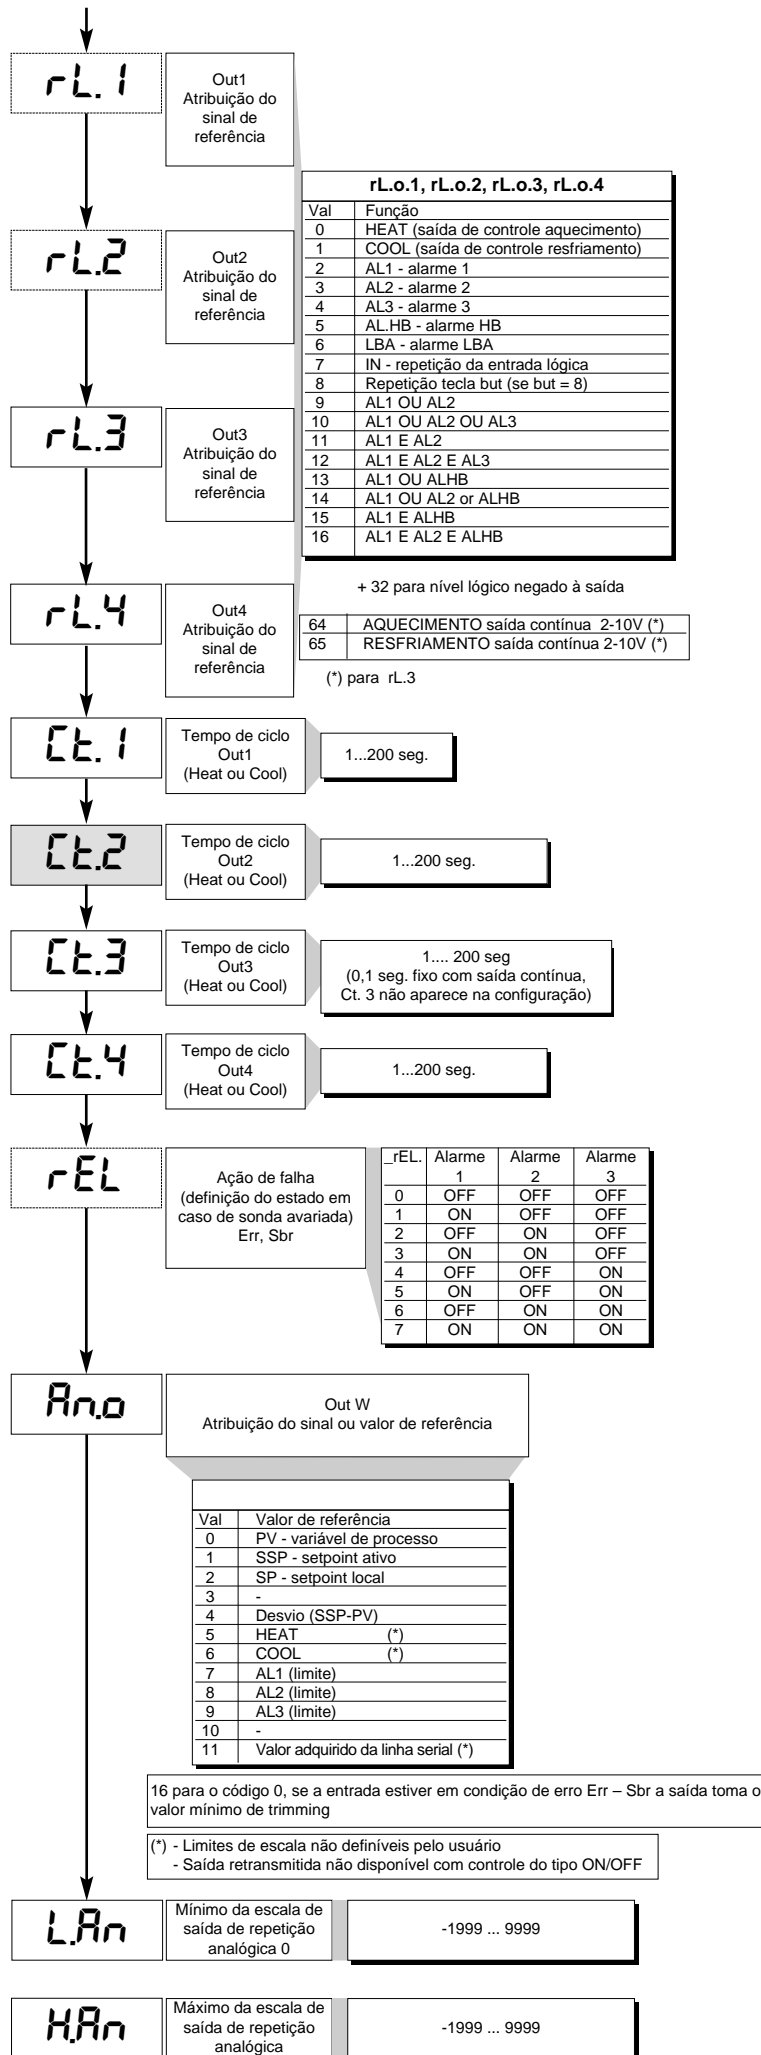 rL.1
Out1
Atribuição do
sinal de
referência
rL.o.1, rL.o.2, rL.o.3, rL.o.4
Val Função
0 HEAT (saída de controle aquecimento)
1 COOL (saída de controle resfriamento)
2 AL1 - alarme 1
3 AL2 - alarme 2
4 AL3 - alarme 3
5 AL.HB - alarme HB
6 LBA - alarme LBA
7 IN - repetição da entrada lógica
8 Repetição tecla but (se but = 8)
9 AL1 OU AL2
10 AL1 OU AL2 OU AL3
11 AL1 E AL2
12 AL1 E AL2 E AL3
13 AL1 OU ALHB
14 AL1 OU AL2 or ALHB
15 AL1 E ALHB
16 AL1 E AL2 E ALHB
rL.2
Out2
Atribuição do
sinal de
referência
rL.3
Out3
Atribuição do
sinal de
referência
+ 32 para nível lógico negado à saída
rL.4
Out4
Atribuição do
sinal de
referência
64 AQUECIMENTO saída contínua 2-10V (*)
65 RESFRIAMENTO saída contínua 2-10V (*)
(*) para rL.3
Ct.1
Tempo de ciclo
Out1
(Heat ou Cool)
1...200 seg.
Ct.2
Tempo de ciclo
Out2
(Heat ou Cool)
1...200 seg.
Ct.3
Tempo de ciclo
Out3
(Heat ou Cool)
1.... 200 seg
(0,1 seg. fixo com saída contínua,
Ct. 3 não aparece na configuração)
Ct.4
Tempo de ciclo
Out4
(Heat ou Cool)
1...200 seg.
rEL
Ação de falha
(definição do estado em
caso de sonda avariada)
Err, Sbr
_rEL. Alarme Alarme Alarme
1 2 3
0 OFF OFF OFF
1 ON OFF OFF
2 OFF ON OFF
3 ON ON OFF
4 OFF OFF ON
5 ON OFF ON
6 OFF ON ON
7 ON ON ON
An.o
Out W
Atribuição do sinal ou valor de referência
Val Valor de referência
0 PV - variável de processo
1 SSP - setpoint ativo
2 SP - setpoint local
3 -
4 Desvio (SSP-PV)
5 HEAT (*)
6 COOL (*)
7 AL1 (limite)
8 AL2 (limite)
9 AL3 (limite)
10 -
11 Valor adquirido da linha serial (*)
16 para o código 0, se a entrada estiver em condição de erro Err – Sbr a saída toma o
valor mínimo de trimming
(*) - Limites de escala não definíveis pelo usuário
- Saída retransmitida não disponível com controle do tipo ON/OFF
L.An
Mínimo da escala de
saída de repetição
analógica 0
-1999 ... 9999
H.An
Máximo da escala de
saída de repetição
analógica
-1999 ... 9999